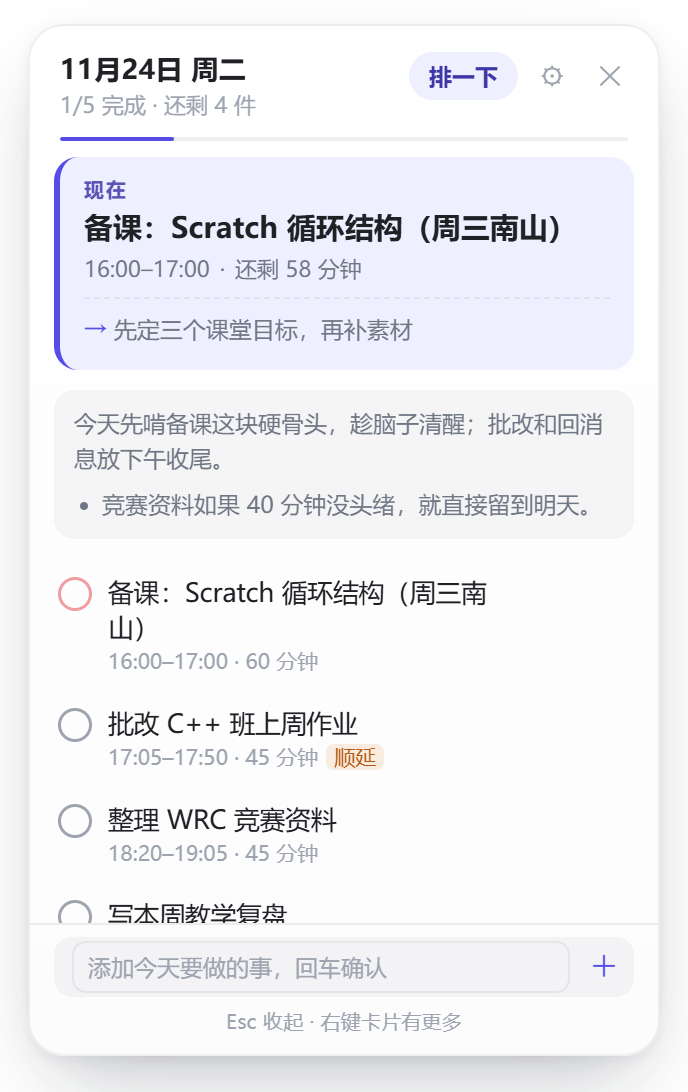 11月24日 周二
排一下
1/5 完成 · 还剩 4 件
现在
备课：Scratch 循环结构（周三南山）
16:00–17:00 · 还剩 58 分钟
→ 先定三个课堂目标，再补素材
今天先啃备课这块硬骨头，趁脑子清醒；批改和回消
息放下午收尾。
• 竞赛资料如果 40 分钟没头绪，就直接留到明天。
备课：Scratch 循环结构（周三南
山）
16:00–17:00 · 60 分钟
批改 C++ 班上周作业
17:05–17:50 · 45 分钟 顺延
整理 WRC 竞赛资料
18:20–19:05 · 45 分钟
写本周教学复盘
添加今天要做的事，回车确认
Esc 收起 · 右键卡片有更多